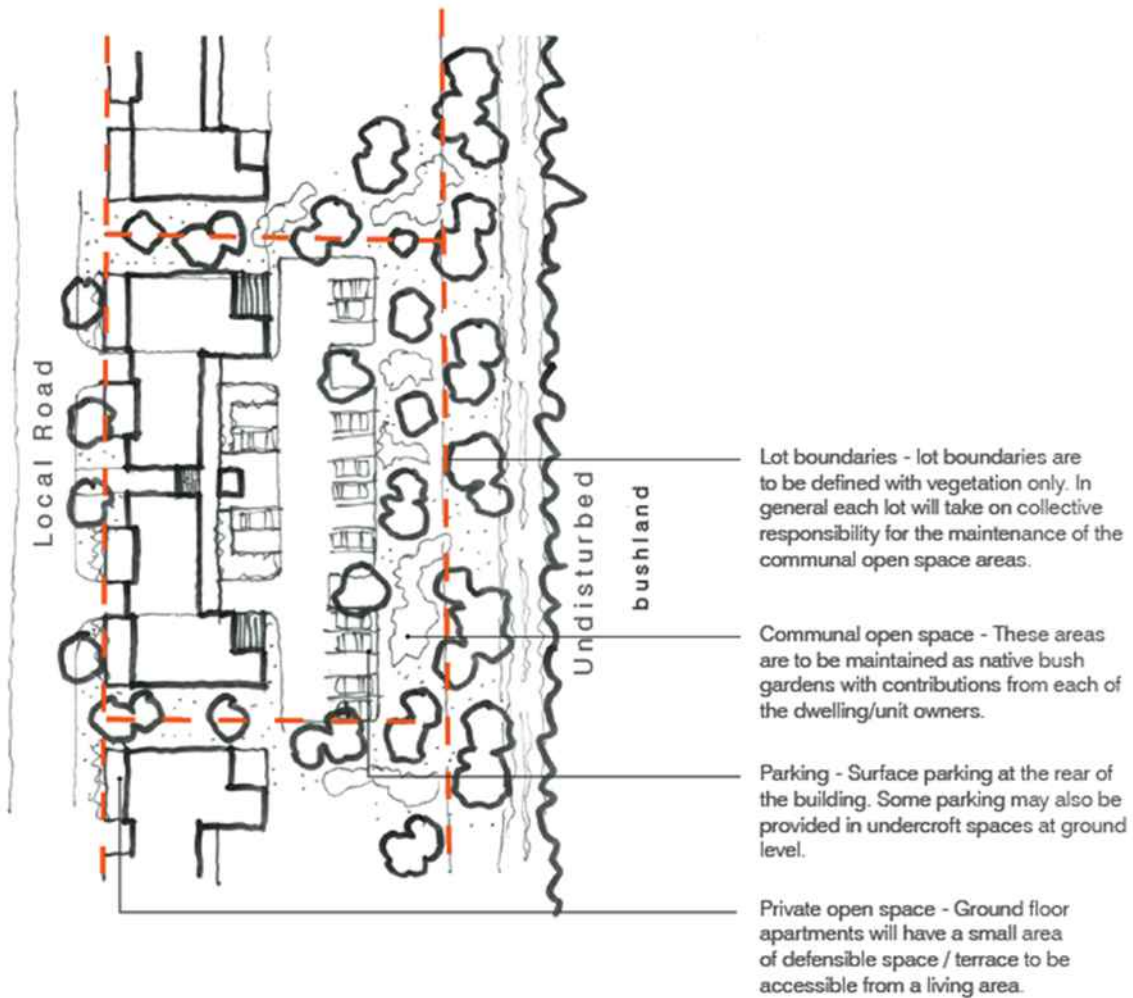 Local Road
Undisturbed
bushland
Lot boundaries - lot boundaries are
to be defined with vegetation only. In
general each lot will take on collective
responsibility for the maintenance of the
communal open space areas.
Communal open space - These areas
are to be maintained as native bush
gardens with contributions from each of
the dwelling/unit owners.
Parking - Surface parking at the rear of
the building. Some parking may also be
provided in undercroft spaces at ground
level.
Private open space - Ground floor
apartments will have a small area
of defensible space / terrace to be
accessible from a living area.